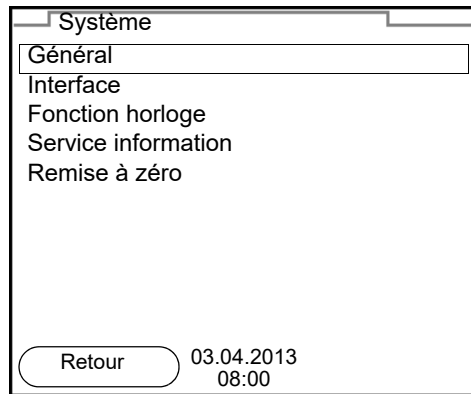 Système
Général
Interface
Fonction horloge
Service information
Remise à zéro
Retour
03.04.2013
08:00